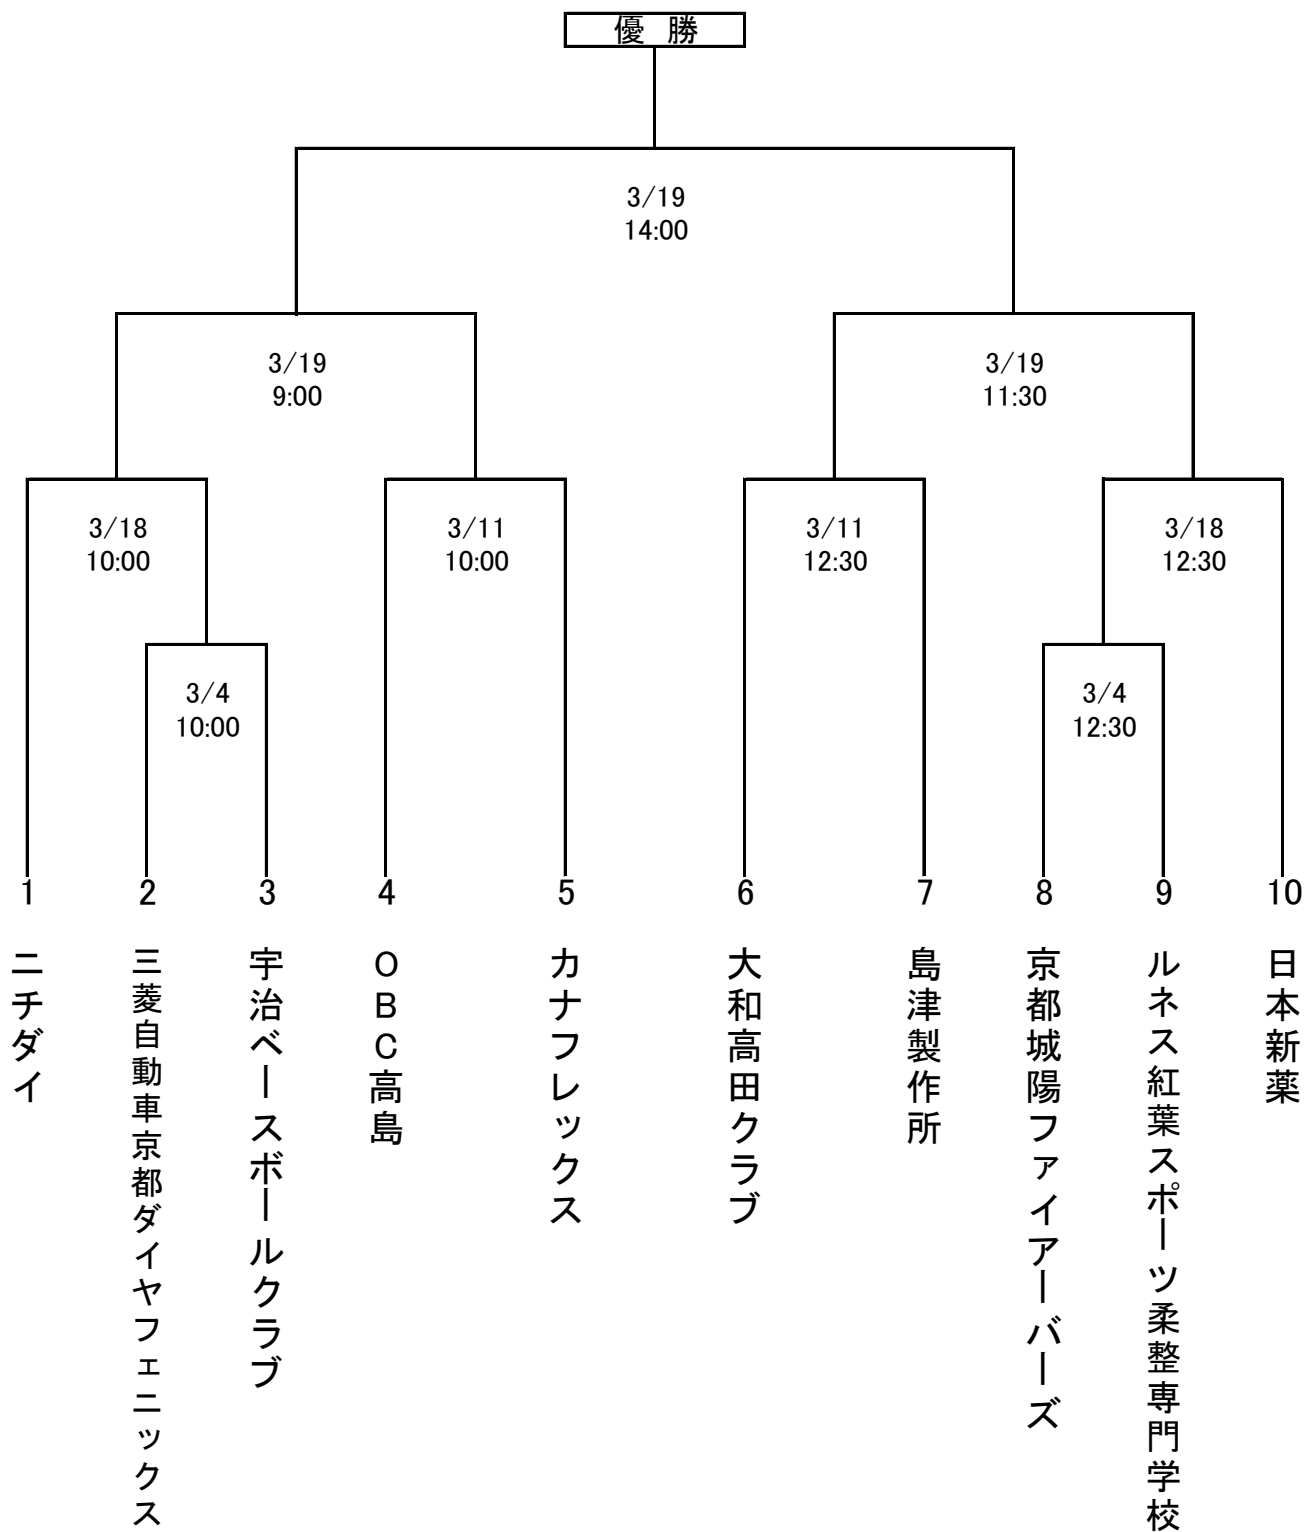 優 勝
3/19
14:00
3/19
9:00
3/19
11:30
3/18
10:00
3/11
10:00
3/11
12:30
3/18
12:30
3/4
10:00
3/4
12:30
1
2
3
4
5
6
7
8
9
10
ニチダイ
三菱自動車京都ダイヤフェニックス
宇治ベースボールクラブ
OBC高島
カナフレックス
大和高田クラブ
島津製作所
京都城陽ファイアーバーズ
ルネス紅葉スポーツ柔整専門学校
日本新薬